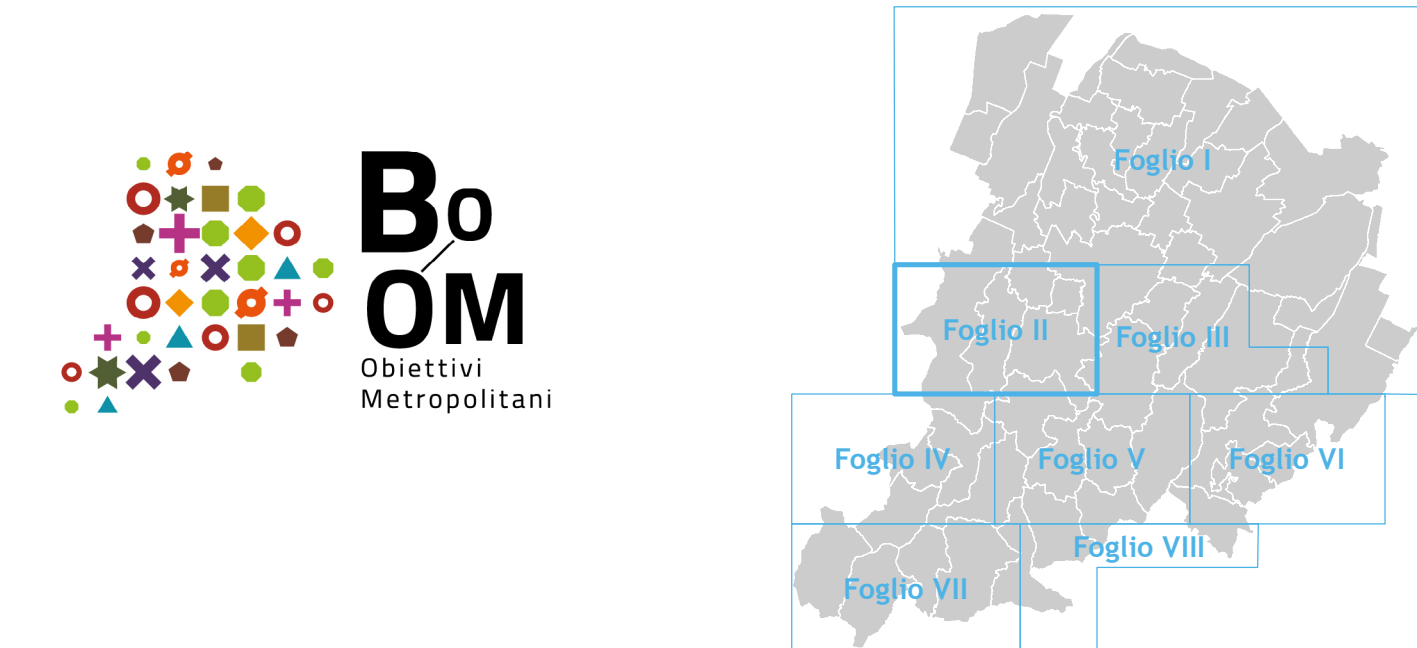 Bo
OM
Obiettivi
Metropolitani
Foglio I
Foglio II
Foglio III
Foglio IV
Foglio V
Foglio VI
Foglio VIII
Foglio VII